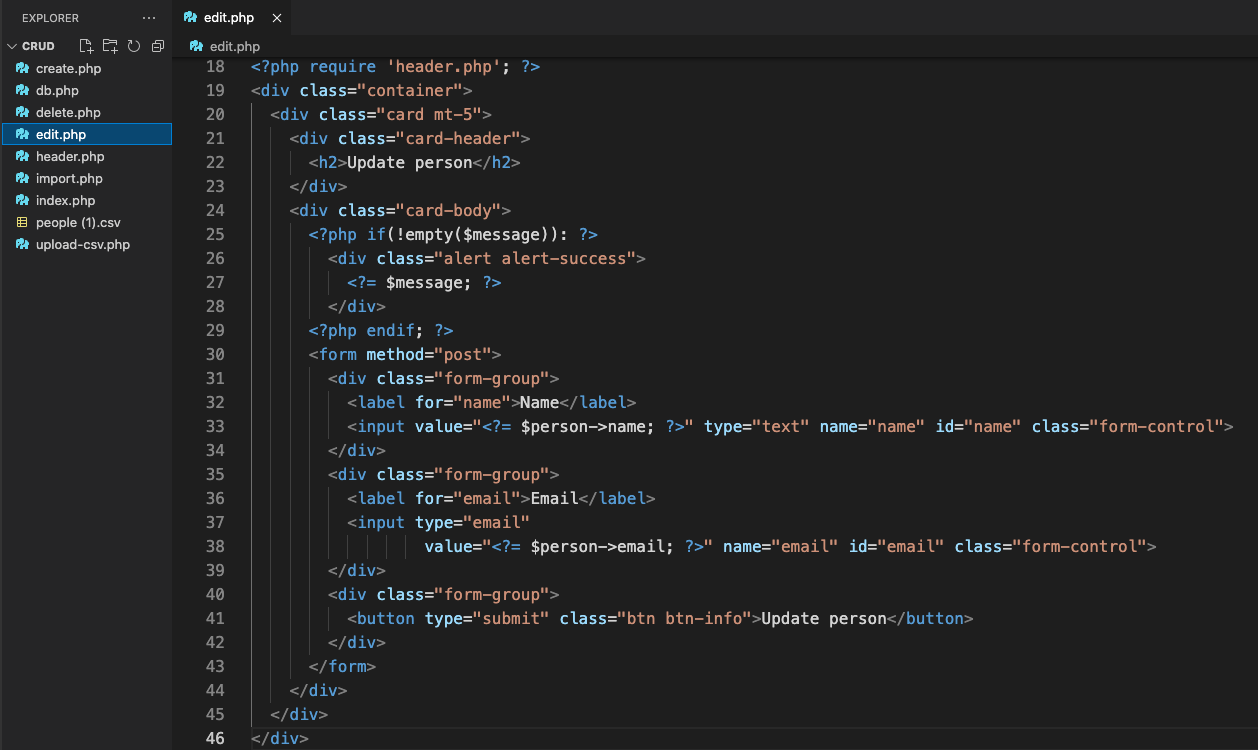 EXPLORER ...
CRUD
create.php
db.php
delete.php
edit.php
header.php
import.php
index.php
people (1).csv
upload-csv.php
edit.php
edit.php
18 <?php require 'header.php'; ?>
19 <div class="container">
20   <div class="card mt-5">
21     <div class="card-header">
22       <h2>Update person</h2>
23     </div>
24     <div class="card-body">
25       <?php if(!empty($message)): ?>
26         <div class="alert alert-success">
27           <?= $message; ?>
28         </div>
29       <?php endif; ?>
30       <form method="post">
31         <div class="form-group">
32           <label for="name">Name</label>
33           <input value="<?= $person->name; ?>" type="text" name="name" id="name" class="form-control">
34         </div>
35         <div class="form-group">
36           <label for="email">Email</label>
37           <input type="email"
38                   value="<?= $person->email; ?>" name="email" id="email" class="form-control">
39         </div>
40         <div class="form-group">
41           <button type="submit" class="btn btn-info">Update person</button>
42         </div>
43       </form>
44     </div>
45   </div>
46 </div>